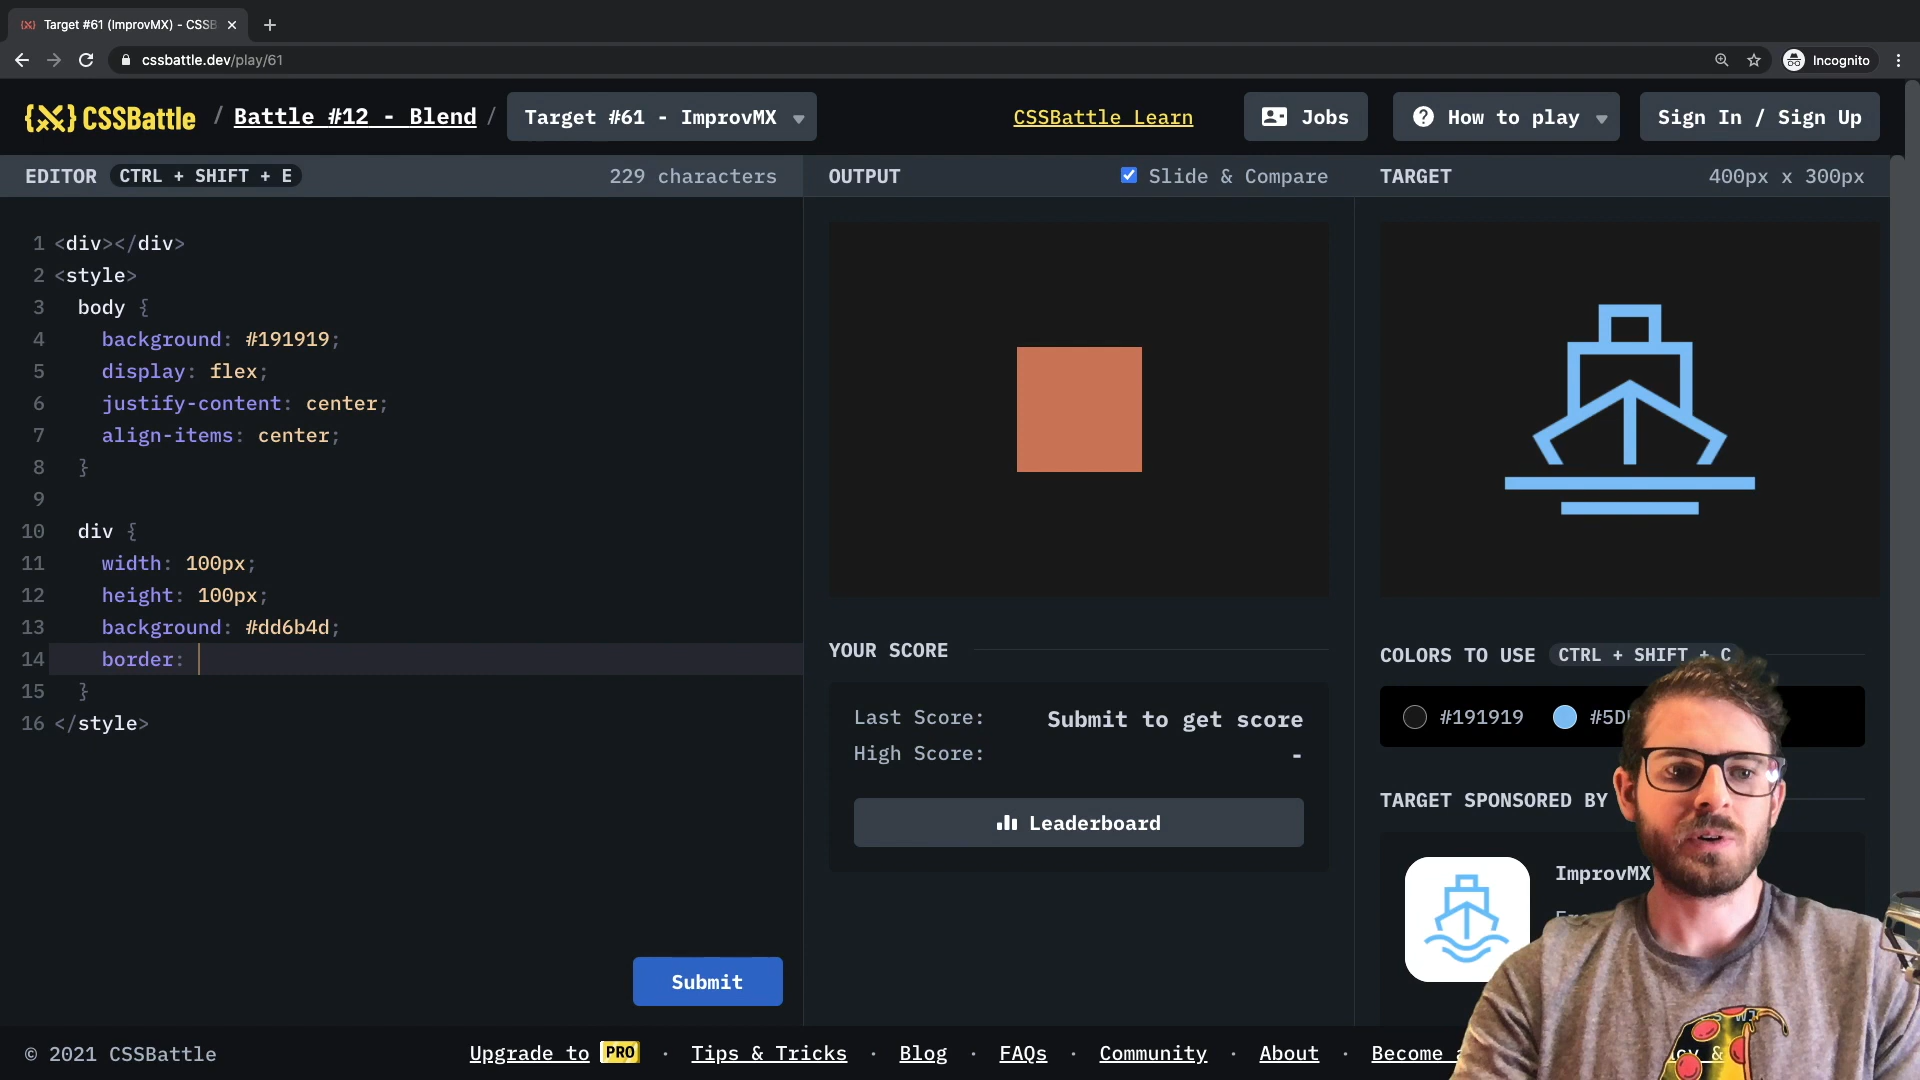 Target #61 (ImprovMX) - CSSB
cssbattle.dev/play/61
Incognito
CSSBattle / Battle #12 - Blend / Target #61 - ImprovMX
CSSBattle Learn
Jobs
How to play
Sign In / Sign Up
EDITOR CTRL + SHIFT + E 229 characters
OUTPUT Slide & Compare
TARGET 400px x 300px
1 <div></div>
2 <style>
3 body {
4 background: #191919;
5 display: flex;
6 justify-content: center;
7 align-items: center;
8 }
9
10 div {
11 width: 100px;
12 height: 100px;
13 background: #dd6b4d;
14 border:
15 }
16 </style>
Submit
YOUR SCORE
Last Score: Submit to get score
High Score: -
Leaderboard
COLORS TO USE CTRL + SHIFT + C
#191919
TARGET SPONSORED BY
ImprovMX
© 2021 CSSBattle
Upgrade to PRO · Tips & Tricks · Blog · FAQs · Community · About · Become